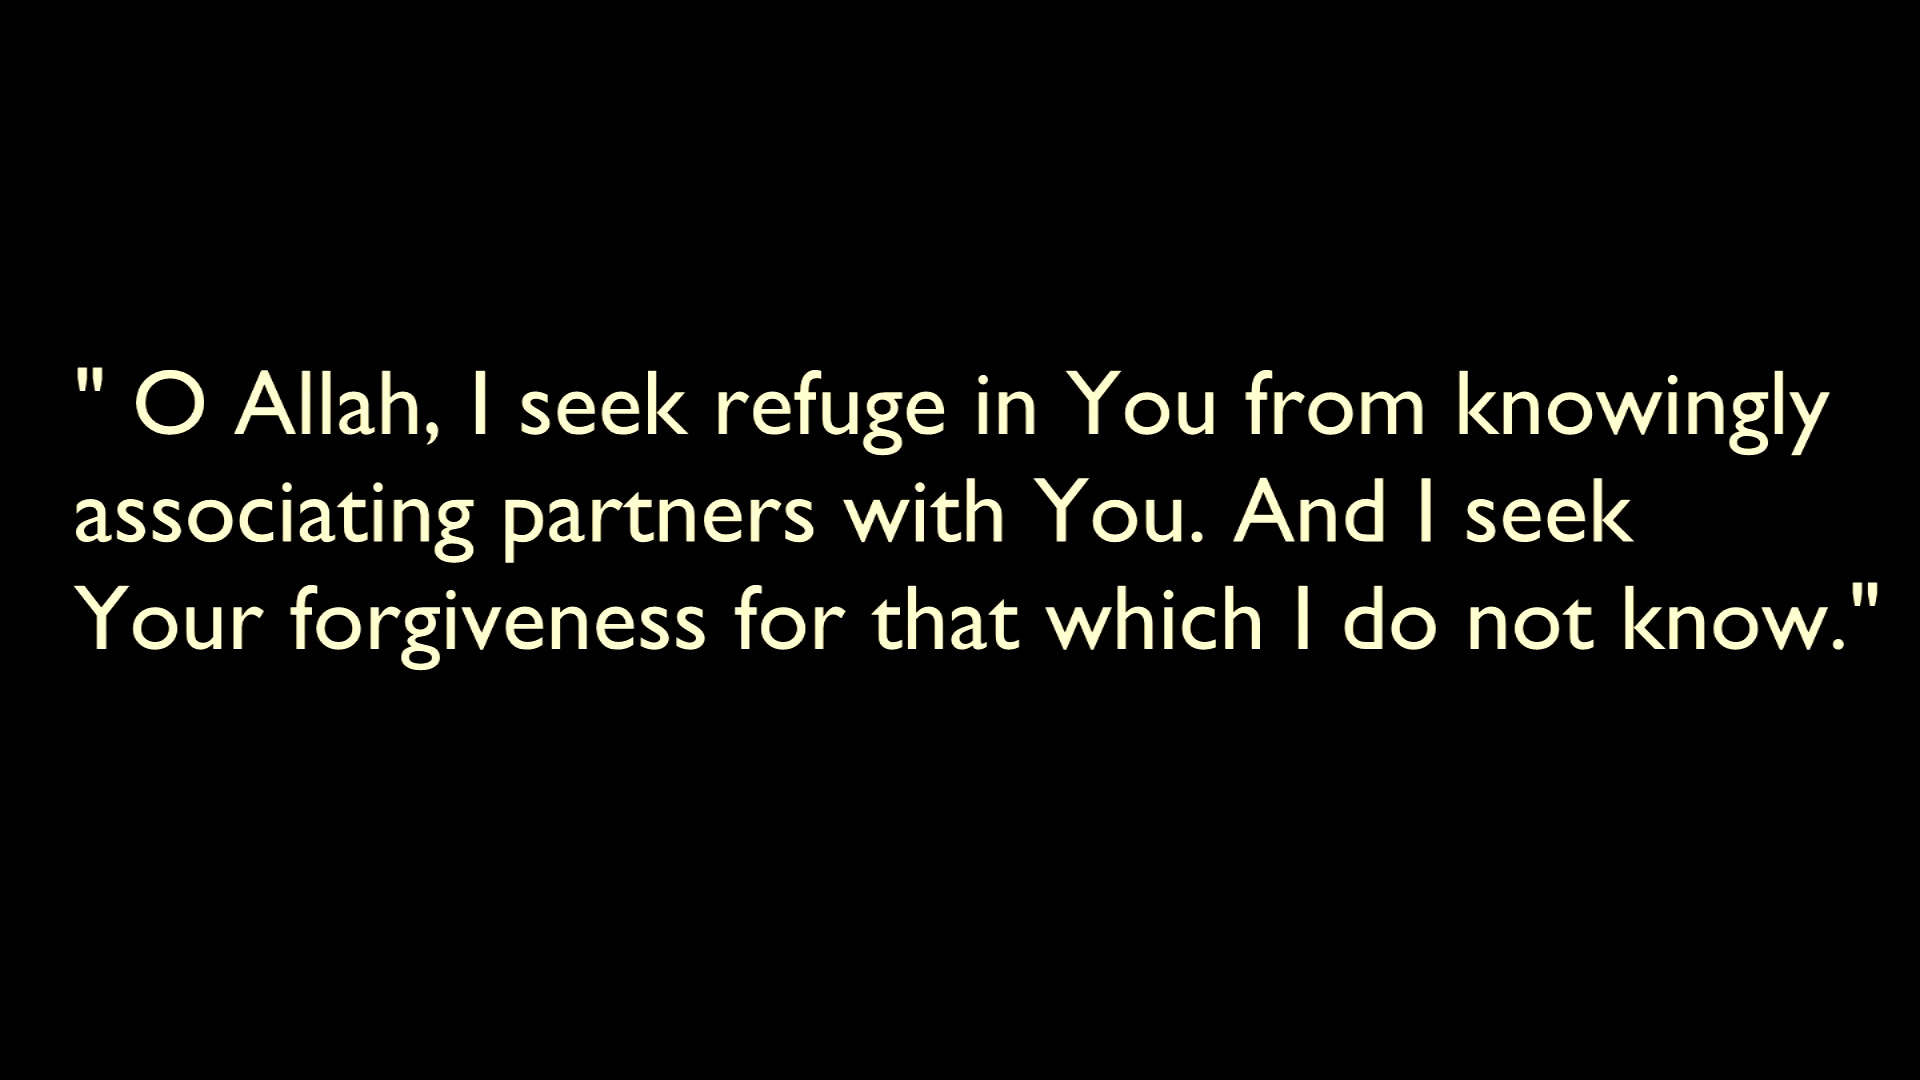 " O Allah, I seek refuge in You from knowingly
associating partners with You. And I seek
Your forgiveness for that which I do not know."